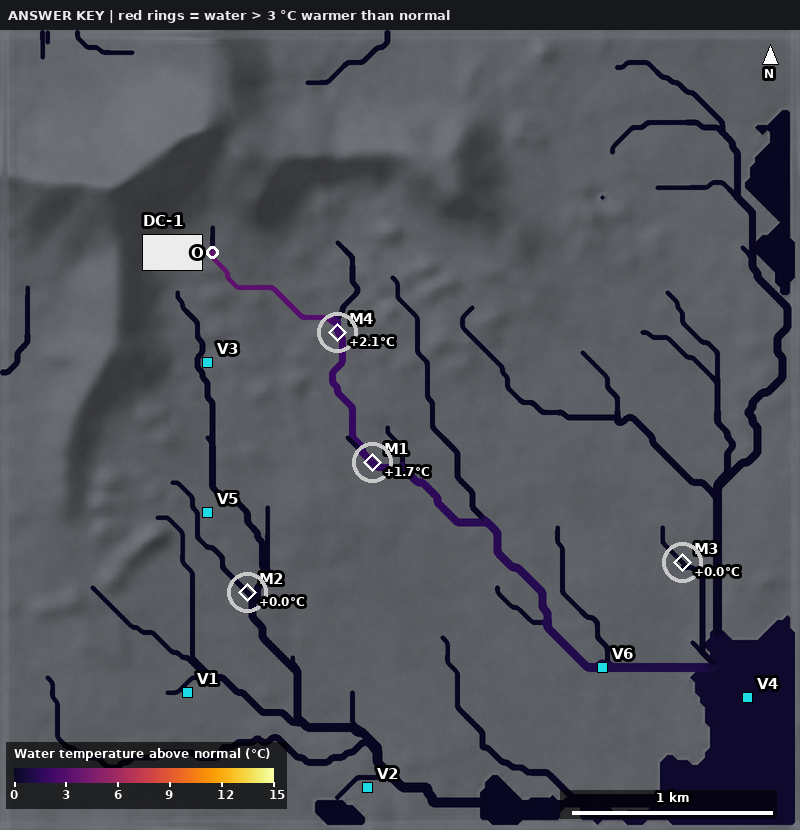 ANSWER KEY | red rings = water > 3 °C warmer than normal
N
DC-1
O
M4
+2.1°C
V3
M1
+1.7°C
V5
M3
+0.0°C
M2
+0.0°C
V6
V1
V4
Water temperature above normal (°C)
0 3 6 9 12 15
V2
1 km